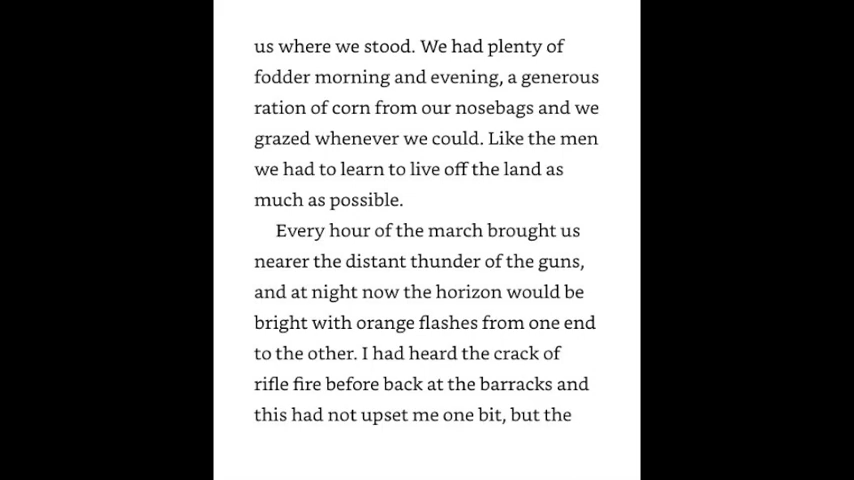 us where we stood. We had plenty of
fodder morning and evening, a generous
ration of corn from our nosebags and we
grazed whenever we could. Like the men
we had to learn to live off the land as
much as possible.
Every hour of the march brought us
nearer the distant thunder of the guns,
and at night now the horizon would be
bright with orange flashes from one end
to the other. I had heard the crack of
rifle fire before back at the barracks and
this had not upset me one bit, but the